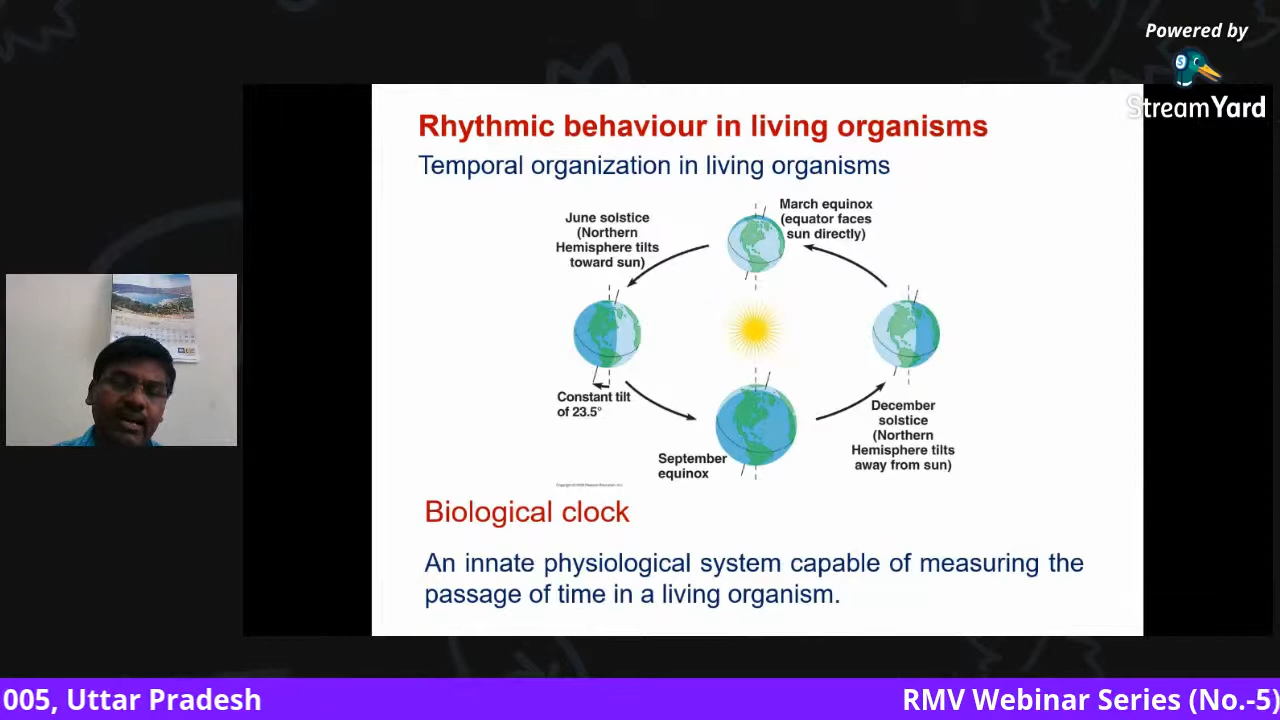 Powered by
StreamYard
Rhythmic behaviour in living organisms
Temporal organization in living organisms
March equinox
(equator faces
sun directly)
June solstice
(Northern
Hemisphere tilts
toward sun)
Constant tilt
of 23.5°
December
solstice
(Northern
Hemisphere tilts
away from sun)
September
equinox
Biological clock
An innate physiological system capable of measuring the
passage of time in a living organism.
005, Uttar Pradesh
RMV Webinar Series (No.-5)